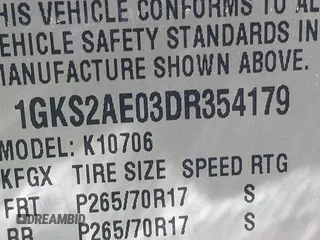 HIS VEHICLE CONFORMS TO AL
EHICLE SAFETY STANDARDS IN
MANUFACTURE SHOWN ABOVE.
1GKS2AE03DR354179
MODEL: K10706
KFGX TIRE SIZE SPEED RTG
FRT P265/70R17 S
RR P265/70R17 S
DREAMBID